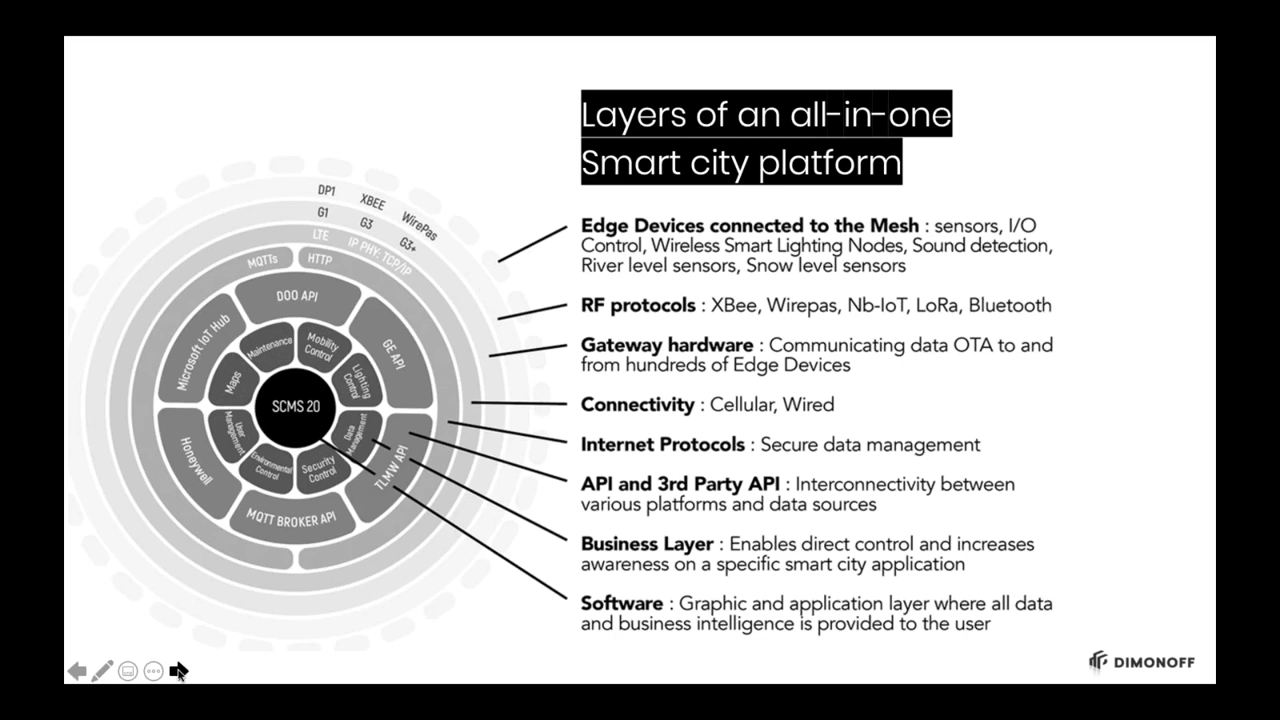 Layers of an all-in-one
Smart city platform
DP1 XBEE WirePas
G1 G3 G3+
LTE IP PHY: TCP/IP
MQTTs HTTP
DOO API
Microsoft IoT Hub
GE API
Maintenance
Mobility
Control
Maps
Lighting
Control
SCMS 20
User
Management
Data
Management
Environmental
Control
Security
Control
Honeywell
TLMW API
MQTT BROKER API
Edge Devices connected to the Mesh : sensors, I/O
Control, Wireless Smart Lighting Nodes, Sound detection,
River level sensors, Snow level sensors
RF protocols : XBee, Wirepas, Nb-IoT, LoRa, Bluetooth
Gateway hardware : Communicating data OTA to and
from hundreds of Edge Devices
Connectivity : Cellular, Wired
Internet Protocols : Secure data management
API and 3rd Party API : Interconnectivity between
various platforms and data sources
Business Layer : Enables direct control and increases
awareness on a specific smart city application
Software : Graphic and application layer where all data
and business intelligence is provided to the user
DIMONOFF